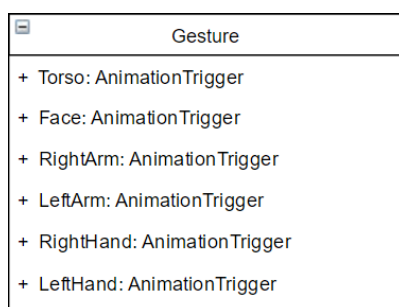 Gesture
+ Torso: AnimationTrigger
+ Face: AnimationTrigger
+ RightArm: AnimationTrigger
+ LeftArm: AnimationTrigger
+ RightHand: AnimationTrigger
+ LeftHand: AnimationTrigger